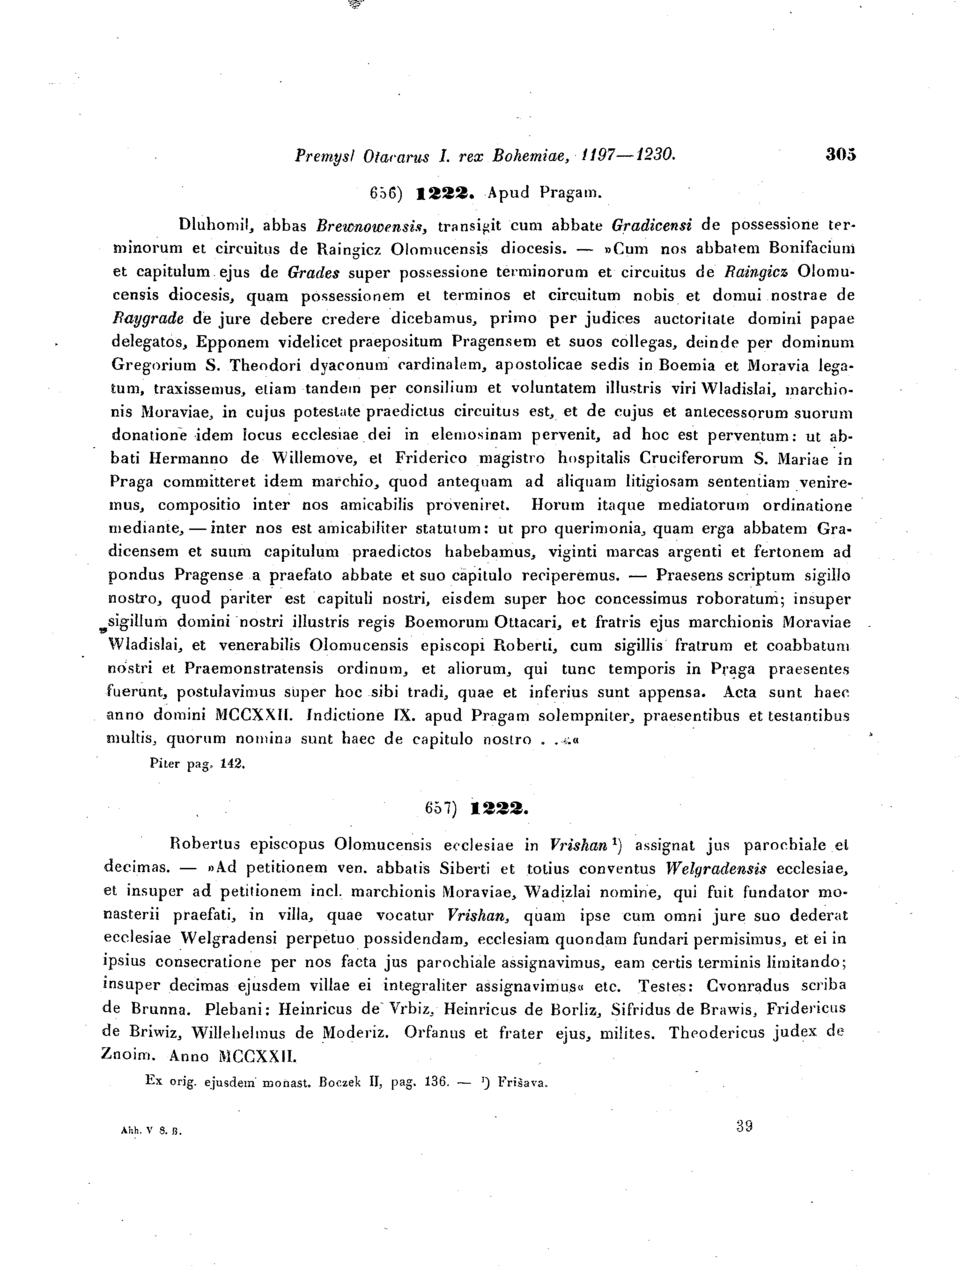 Premysl Otacarus I. rex Bohemiae, 1197—1230. 305
656) 1222. Apud Pragam.
Dluhomil, abbas Brewnowensis, transigit cum abbate Gradicensi de possessione ter-
minorum et circuitus de Raingicz Olomucensis diocesis. — »Cum nos abbatem Bonifacium
et capitulum ejus de Grades super possessione terminorum et circuitus de Raingicz Olomu-
censis diocesis, quam possessionem et terminos et circuitum nobis et domui nostrae de
Raygrade de jure debere credere dicebamus, primo per judices auctoritate domini papae
delegatos, Epponem videlicet praepositum Pragensem et suos collegas, deinde per dominum
Gregorium S. Theodori dyaconum cardinalem, apostolicae sedis in Boemia et Moravia lega-
tum, traxissemus, etiam tandem per consilium et voluntatem illustris viri Wladislai, marchio-
nis Moraviae, in cujus potestate praedictus circuitus est, et de cujus et antecessorum suorum
donatione idem locus ecclesiae dei in elemosinam pervenit, ad hoc est perventum: ut ab-
bati Hermanno de Willemove, et Friderico magistro hospitalis Cruciferorum S. Mariae in
Praga committeret idem marchio, quod antequam ad aliquam litigiosam sententiam venire-
mus, compositio inter nos amicabilis proveniret. Horum itaque mediatorum ordinatione
mediante, — inter nos est amicabiliter statutum: ut pro querimonia, quam erga abbatem Gra-
dicensem et suum capitulum praedictos habebamus, viginti marcas argenti et fertonem ad
pondus Pragense a praefato abbate et suo capitulo reciperemus. — Praesens scriptum sigillo
nostro, quod pariter est capituli nostri, eisdem super hoc concessimus roboratum; insuper
sigillum domini nostri illustris regis Boemorum Ottacari, et fratris ejus marchionis Moraviae
Wladislai, et venerabilis Olomucensis episcopi Roberti, cum sigillis fratrum et coabbatum
nostri et Praemonstratensis ordinum, et aliorum, qui tunc temporis in Praga praesentes
fuerunt, postulavimus super hoc sibi tradi, quae et inferius sunt appensa. Acta sunt haec
anno domini MCCXXII. Indictione IX. apud Pragam solempniter, praesentibus et testantibus
multis, quorum nomina sunt haec de capitulo nostro . . .«
Piter pag. 142.
657) 1222.
Robertus episcopus Olomucensis ecclesiae in Vrishan ¹) assignat jus parochiale et
decimas. — »Ad petitionem ven. abbatis Siberti et totius conventus Welgradensis ecclesiae,
et insuper ad petitionem incl. marchionis Moraviae, Wadizlai nomine, qui fuit fundator mo-
nasterii praefati, in villa, quae vocatur Vrishan, quam ipse cum omni jure suo dederat
ecclesiae Welgradensi perpetuo possidendam, ecclesiam quondam fundari permisimus, et ei in
ipsius consecratione per nos facta jus parochiale assignavimus, eam certis terminis limitando;
insuper decimas ejusdem villae ei integraliter assignavimus« etc. Testes: Cvonradus scriba
de Brunna. Plebani: Heinricus de Vrbiz, Heinricus de Borliz, Sifridus de Brawis, Fridericus
de Briwiz, Willehelmus de Moderiz. Orfanus et frater ejus, milites. Theodericus judex de
Znoim. Anno MCCXXII.
Ex orig. ejusdem monast. Boczek II, pag. 136. — ¹) Frišava.
Abh. V S. B. 39